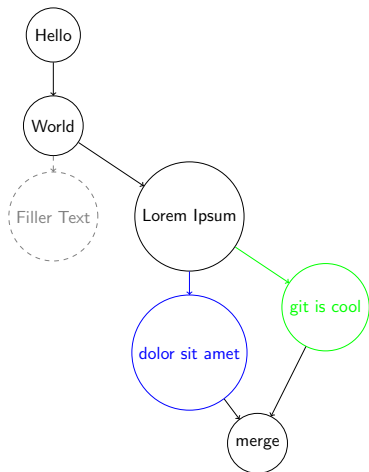 Hello
World
Filler Text
Lorem Ipsum
git is cool
dolor sit amet
merge